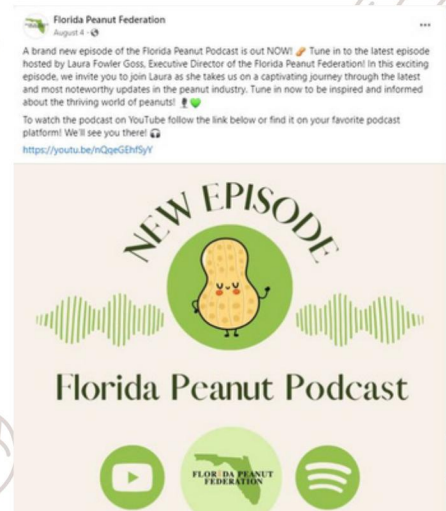 Florida Peanut Federation
August 4 ·
A brand new episode of the Florida Peanut Podcast is out NOW! 🥜 Tune in to the latest episode
hosted by Laura Fowler Goss, Executive Director of the Florida Peanut Federation! In this exciting
episode, we invite you to join Laura as she takes us on a captivating journey through the latest
and most noteworthy updates in the peanut industry. Tune in now to be inspired and informed
about the thriving world of peanuts! 🎙️💚
To watch the podcast on YouTube follow the link below or find it on your favorite podcast
platform! We'll see you there! 🎧
https://youtu.be/nQqeGEhfSyY
NEW EPISODE
Florida Peanut Podcast
FLORIDA PEANUT
FEDERATION